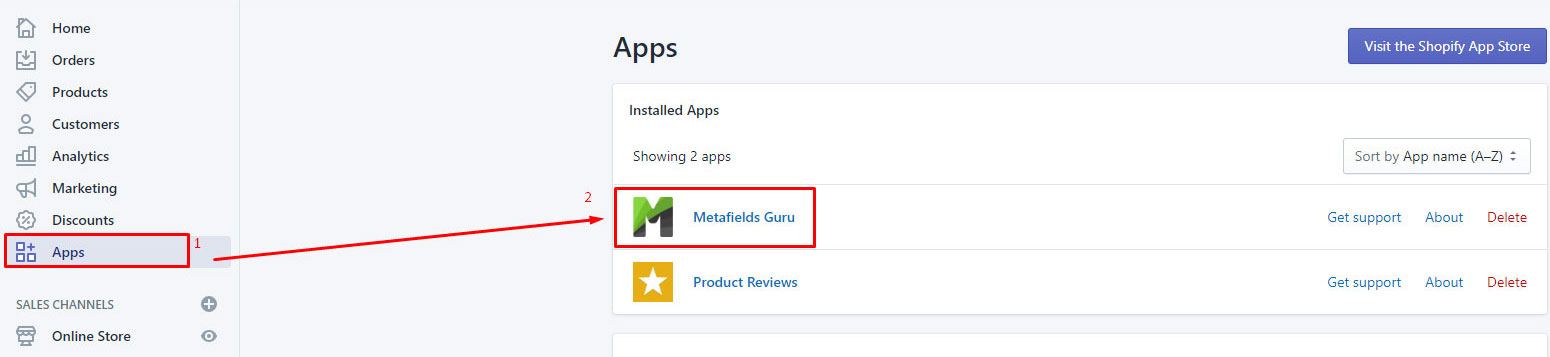 Home
Orders
Products
Customers
Analytics
Marketing
Discounts
Apps
1
SALES CHANNELS
Online Store
Apps
Visit the Shopify App Store
Installed Apps
Showing 2 apps
Sort by App name (A–Z)
2
Metafields Guru
Get support About Delete
Product Reviews
Get support About Delete